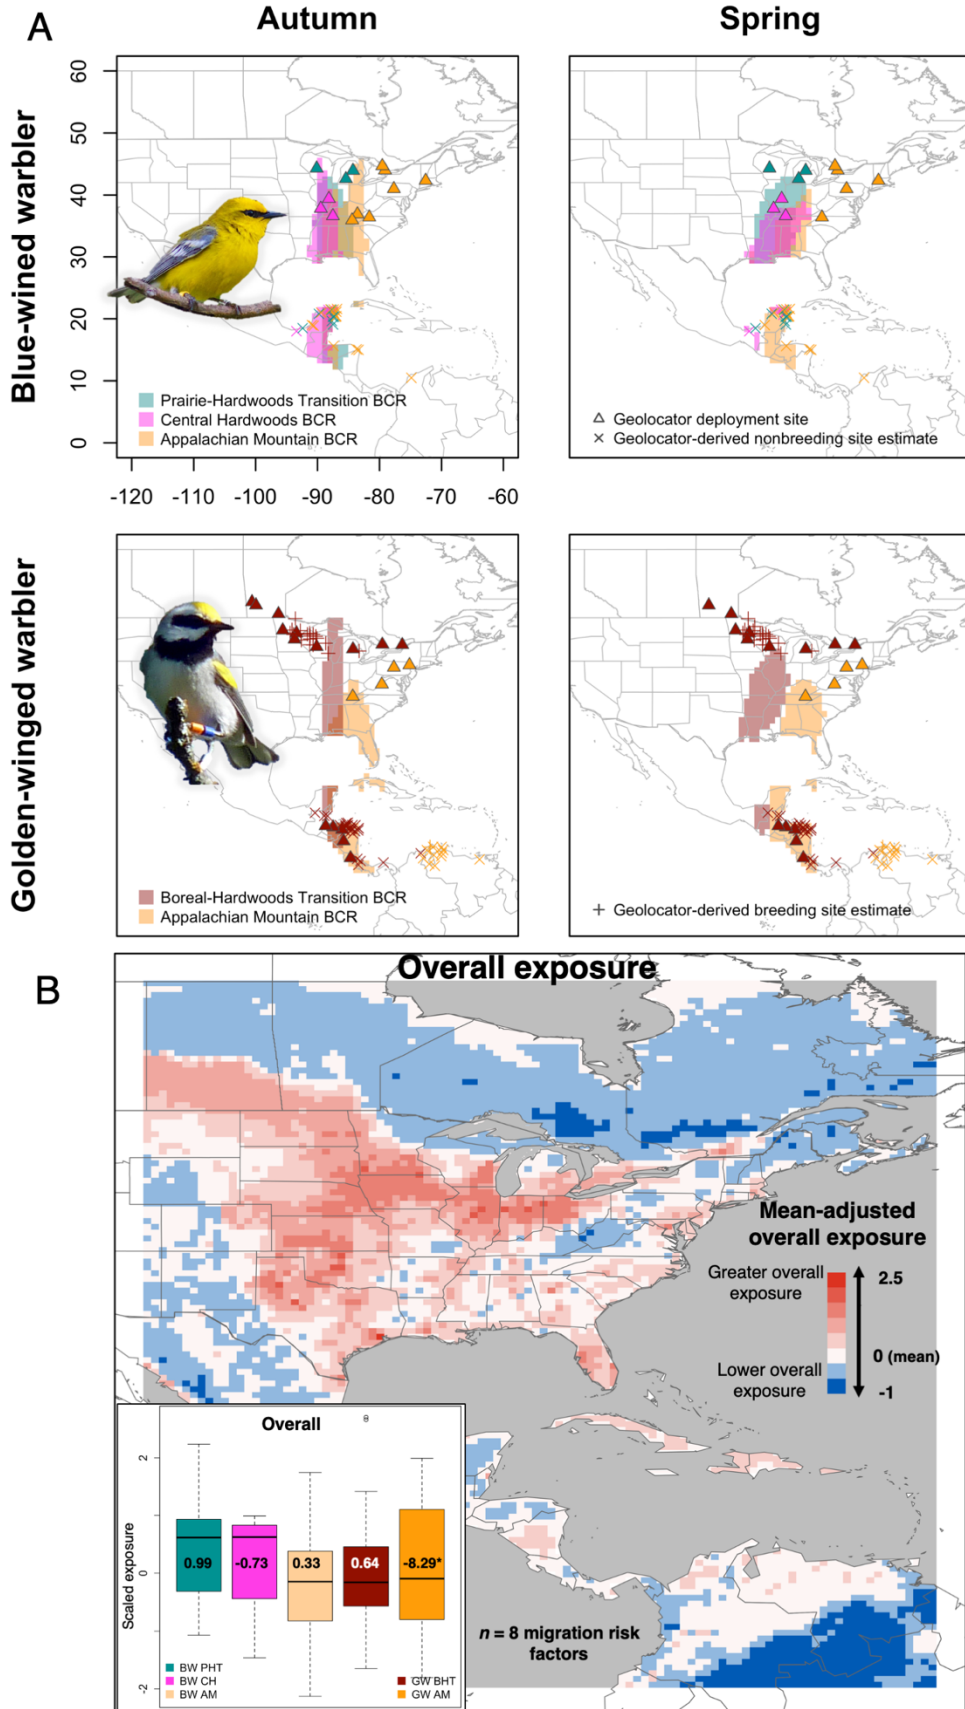 A
Autumn
Spring
Blue-wined warbler
60
50
40
30
20
10
0
Prairie-Hardwoods Transition BCR
Central Hardwoods BCR
Appalachian Mountain BCR
Geolocator deployment site
Geolocator-derived nonbreeding site estimate
-120 -110 -100 -90 -80 -70 -60
Golden-winged warbler
Boreal-Hardwoods Transition BCR
Appalachian Mountain BCR
Geolocator-derived breeding site estimate
B
Overall exposure
Mean-adjusted
overall exposure
Greater overall
exposure
2.5
0 (mean)
Lower overall
exposure
-1
Overall
Scaled exposure
2
0
-2
0.99
-0.73
0.33
0.64
-8.29*
BW PHT
BW CH
BW AM
GW BHT
GW AM
n = 8 migration risk
factors